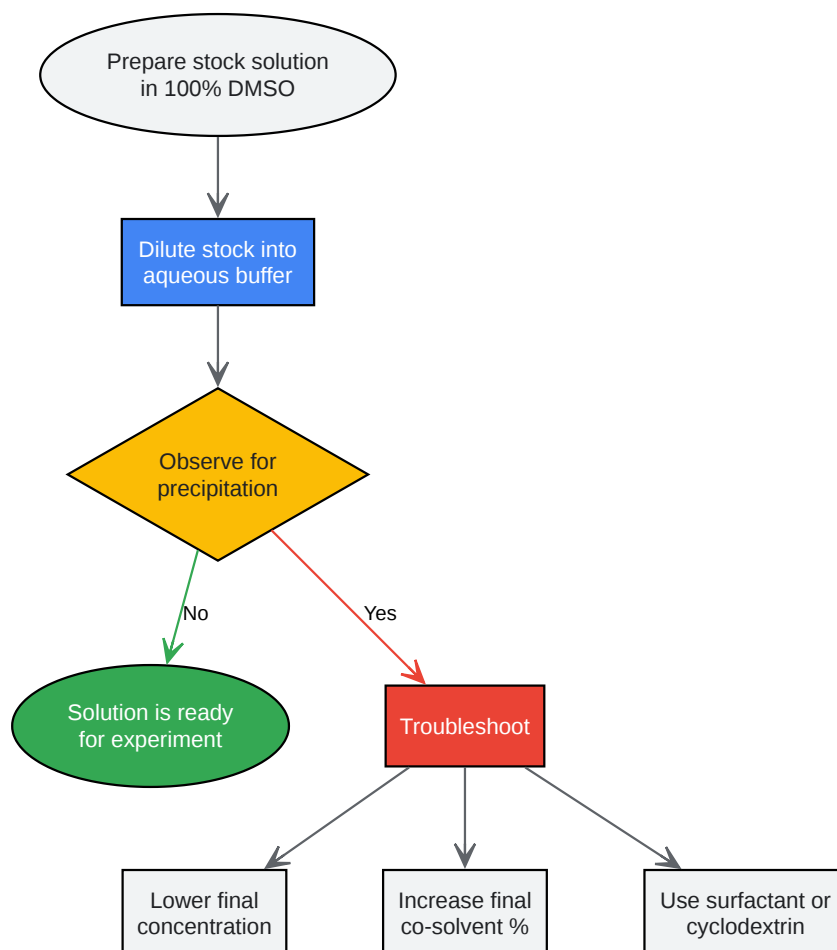 Prepare stock solution
in 100% DMSO
Dilute stock into
aqueous buffer
Observe for
precipitation
No
Yes
Solution is ready
for experiment
Troubleshoot
Lower final
concentration
Increase final
co-solvent %
Use surfactant or
cyclodextrin